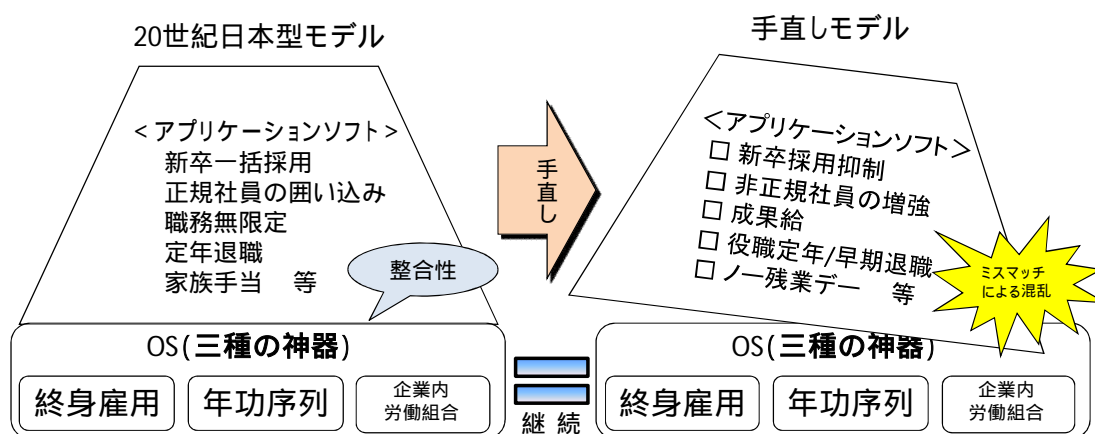 20世紀日本型モデル
<アプリケーションソフト>
新卒一括採用
正規社員の囲い込み
職務無限定
定年退職
家族手当 等
整合性
OS(三種の神器)
終身雇用
年功序列
企業内
労働組合
手直し
継続
手直しモデル
<アプリケーションソフト>
□ 新卒採用抑制
□ 非正規社員の増強
□ 成果給
□ 役職定年/早期退職
□ ノー残業デー 等
ミスマッチ
による混乱
OS(三種の神器)
終身雇用
年功序列
企業内
労働組合